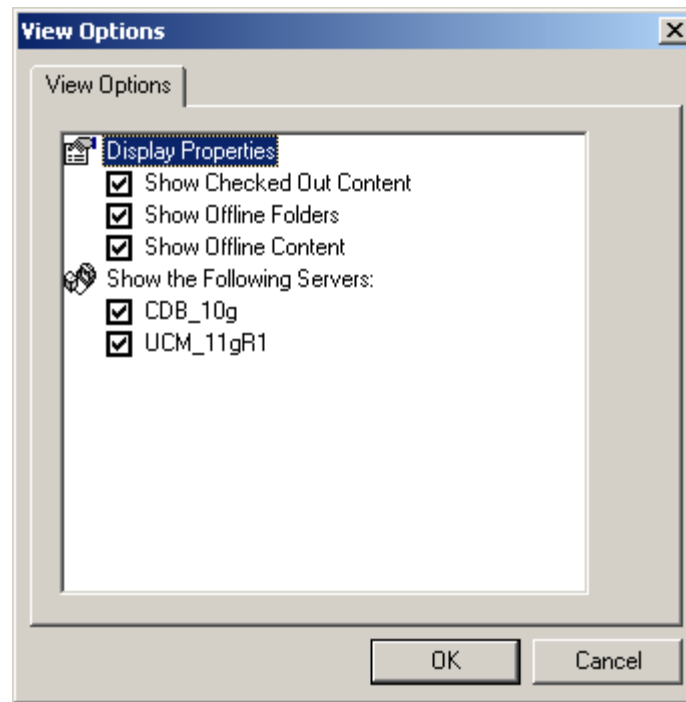 View Options
View Options
Display Properties
Show Checked Out Content
Show Offline Folders
Show Offline Content
Show the Following Servers:
CDB_10g
UCM_11gR1
OK Cancel